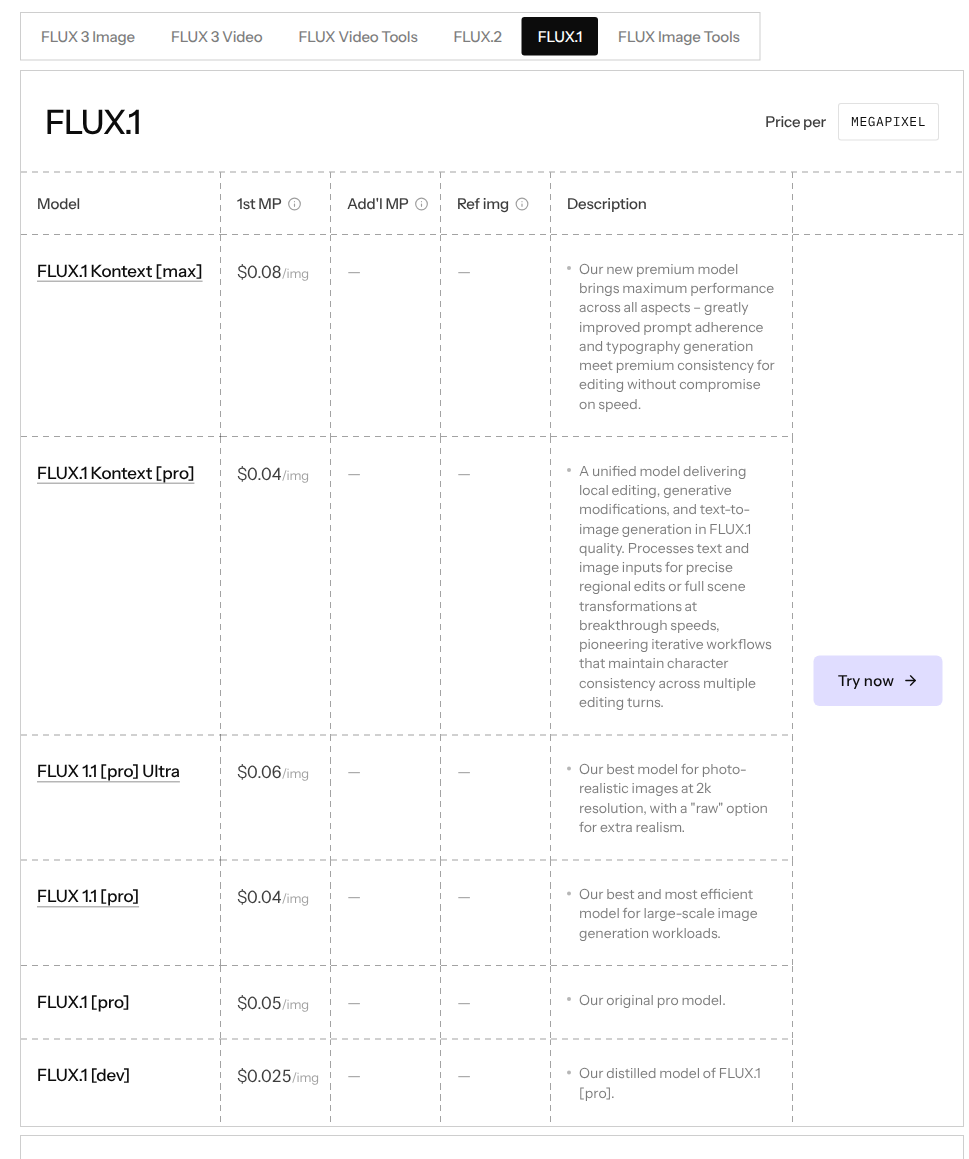 FLUX 3 Image FLUX 3 Video FLUX Video Tools FLUX.2 FLUX.1 FLUX Image Tools
FLUX.1
Price per MEGAPIXEL
Model 1st MP Add'l MP Ref img Description
FLUX.1 Kontext [max] $0.08/img — —
Our new premium model
brings maximum performance
across all aspects – greatly
improved prompt adherence
and typography generation
meet premium consistency for
editing without compromise
on speed.
FLUX.1 Kontext [pro] $0.04/img — —
A unified model delivering
local editing, generative
modifications, and text-to-
image generation in FLUX.1
quality. Processes text and
image inputs for precise
regional edits or full scene
transformations at
breakthrough speeds,
pioneering iterative workflows
that maintain character
consistency across multiple
editing turns.
Try now →
FLUX 1.1 [pro] Ultra $0.06/img — —
Our best model for photo-
realistic images at 2k
resolution, with a "raw" option
for extra realism.
FLUX 1.1 [pro] $0.04/img — —
Our best and most efficient
model for large-scale image
generation workloads.
FLUX.1 [pro] $0.05/img — —
Our original pro model.
FLUX.1 [dev] $0.025/img — —
Our distilled model of FLUX.1
[pro].